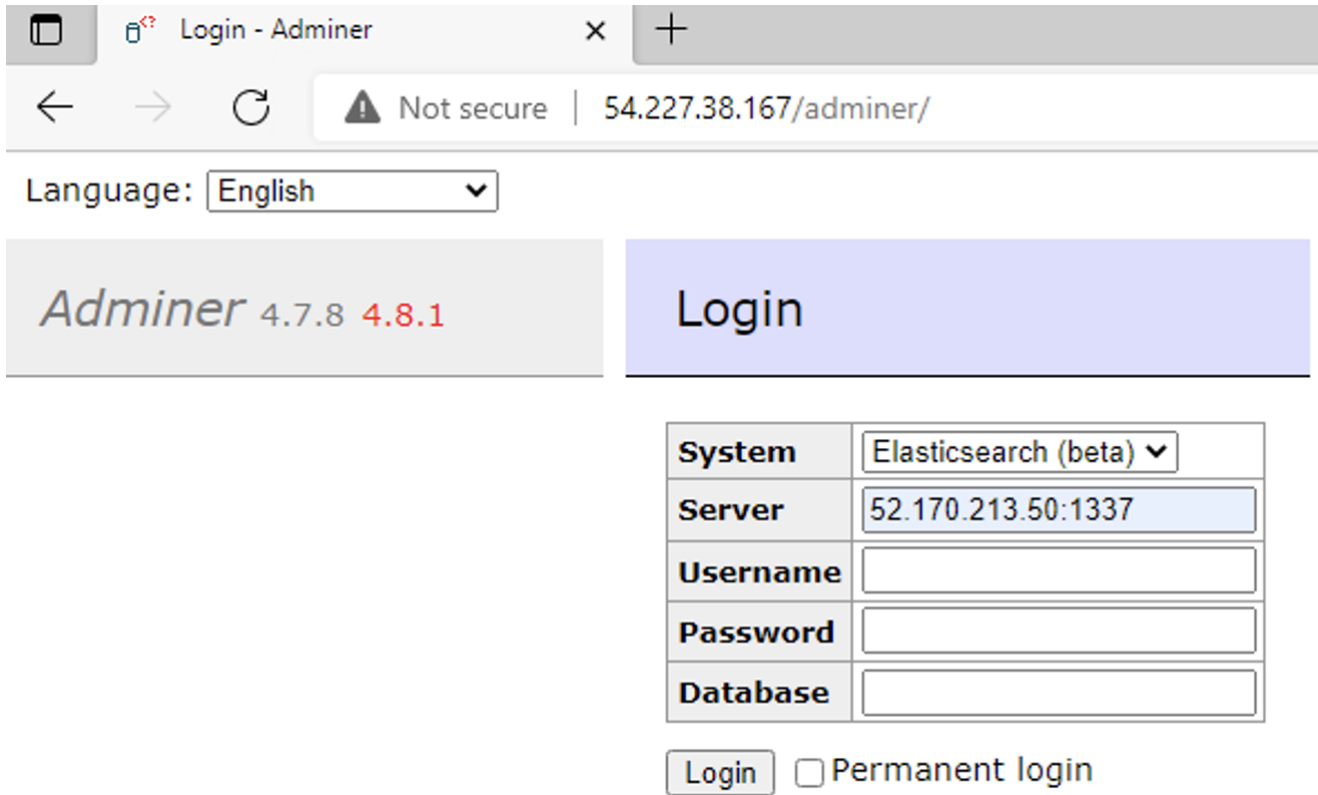 Login - Adminer
Not secure 54.227.38.167/adminer/
Language: English
Adminer 4.7.8 4.8.1
Login
System Elasticsearch (beta)
Server 52.170.213.50:1337
Username
Password
Database
Login Permanent login